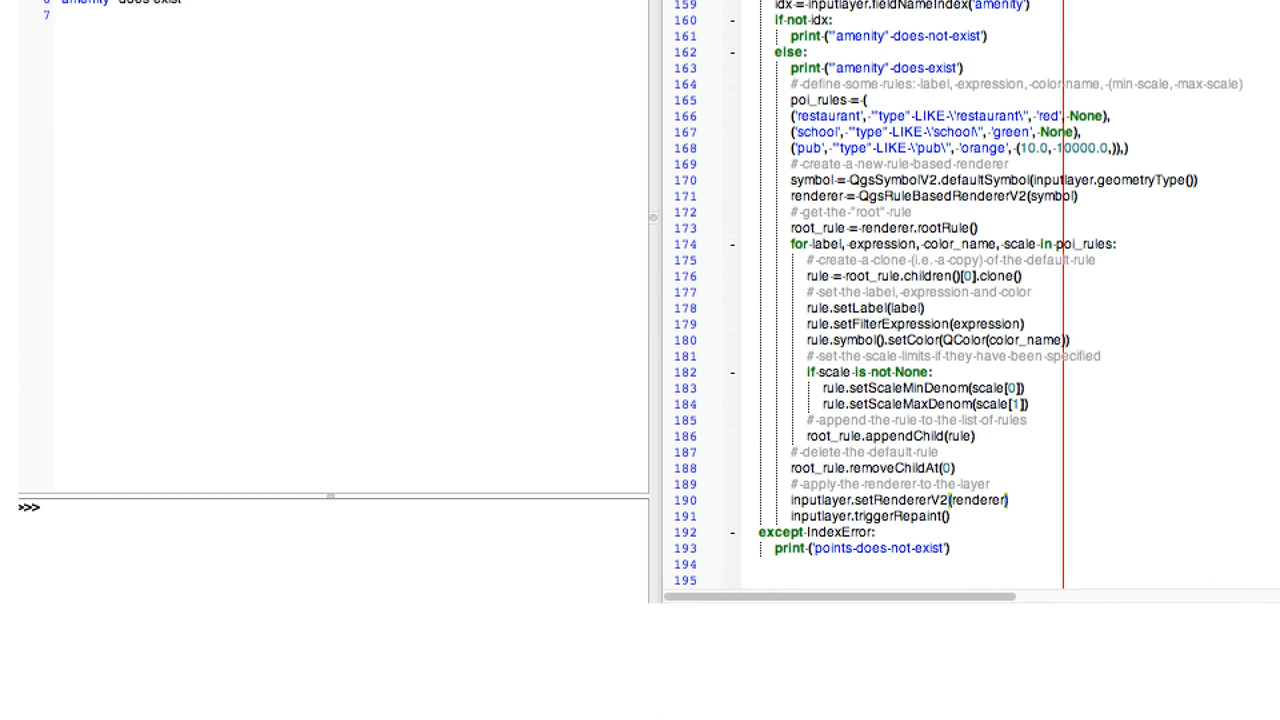 amenity" does exist
7
>>>
159 idx = inputlayer.fieldNameIndex('amenity')
160 - if not idx:
161 print ('"amenity" does not exist')
162 - else:
163 print ('"amenity" does exist')
164 # define some rules: label, expression, color name, (min scale, max scale)
165 poi_rules = (
166 ('restaurant', '"type" LIKE \'restaurant\'', 'red', None),
167 ('school', '"type" LIKE \'school\'', 'green', None),
168 ('pub', '"type" LIKE \'pub\'', 'orange', (10.0, 10000.0,)),)
169 # create a new rule-based renderer
170 symbol = QgsSymbolV2.defaultSymbol(inputlayer.geometryType())
171 renderer = QgsRuleBasedRendererV2(symbol)
172 # get the "root" rule
173 root_rule = renderer.rootRule()
174 - for label, expression, color_name, scale in poi_rules:
175 # create a clone (i.e. a copy) of the default rule
176 rule = root_rule.children()[0].clone()
177 # set the label, expression and color
178 rule.setLabel(label)
179 rule.setFilterExpression(expression)
180 rule.symbol().setColor(QColor(color_name))
181 # set the scale limits if they have been specified
182 - if scale is not None:
183 rule.setScaleMinDenom(scale[0])
184 rule.setScaleMaxDenom(scale[1])
185 # append the rule to the list of rules
186 root_rule.appendChild(rule)
187 # delete the default rule
188 root_rule.removeChildAt(0)
189 # apply the renderer to the layer
190 inputlayer.setRendererV2(renderer)
191 inputlayer.triggerRepaint()
192 - except IndexError:
193 print ('points does not exist')
194
195